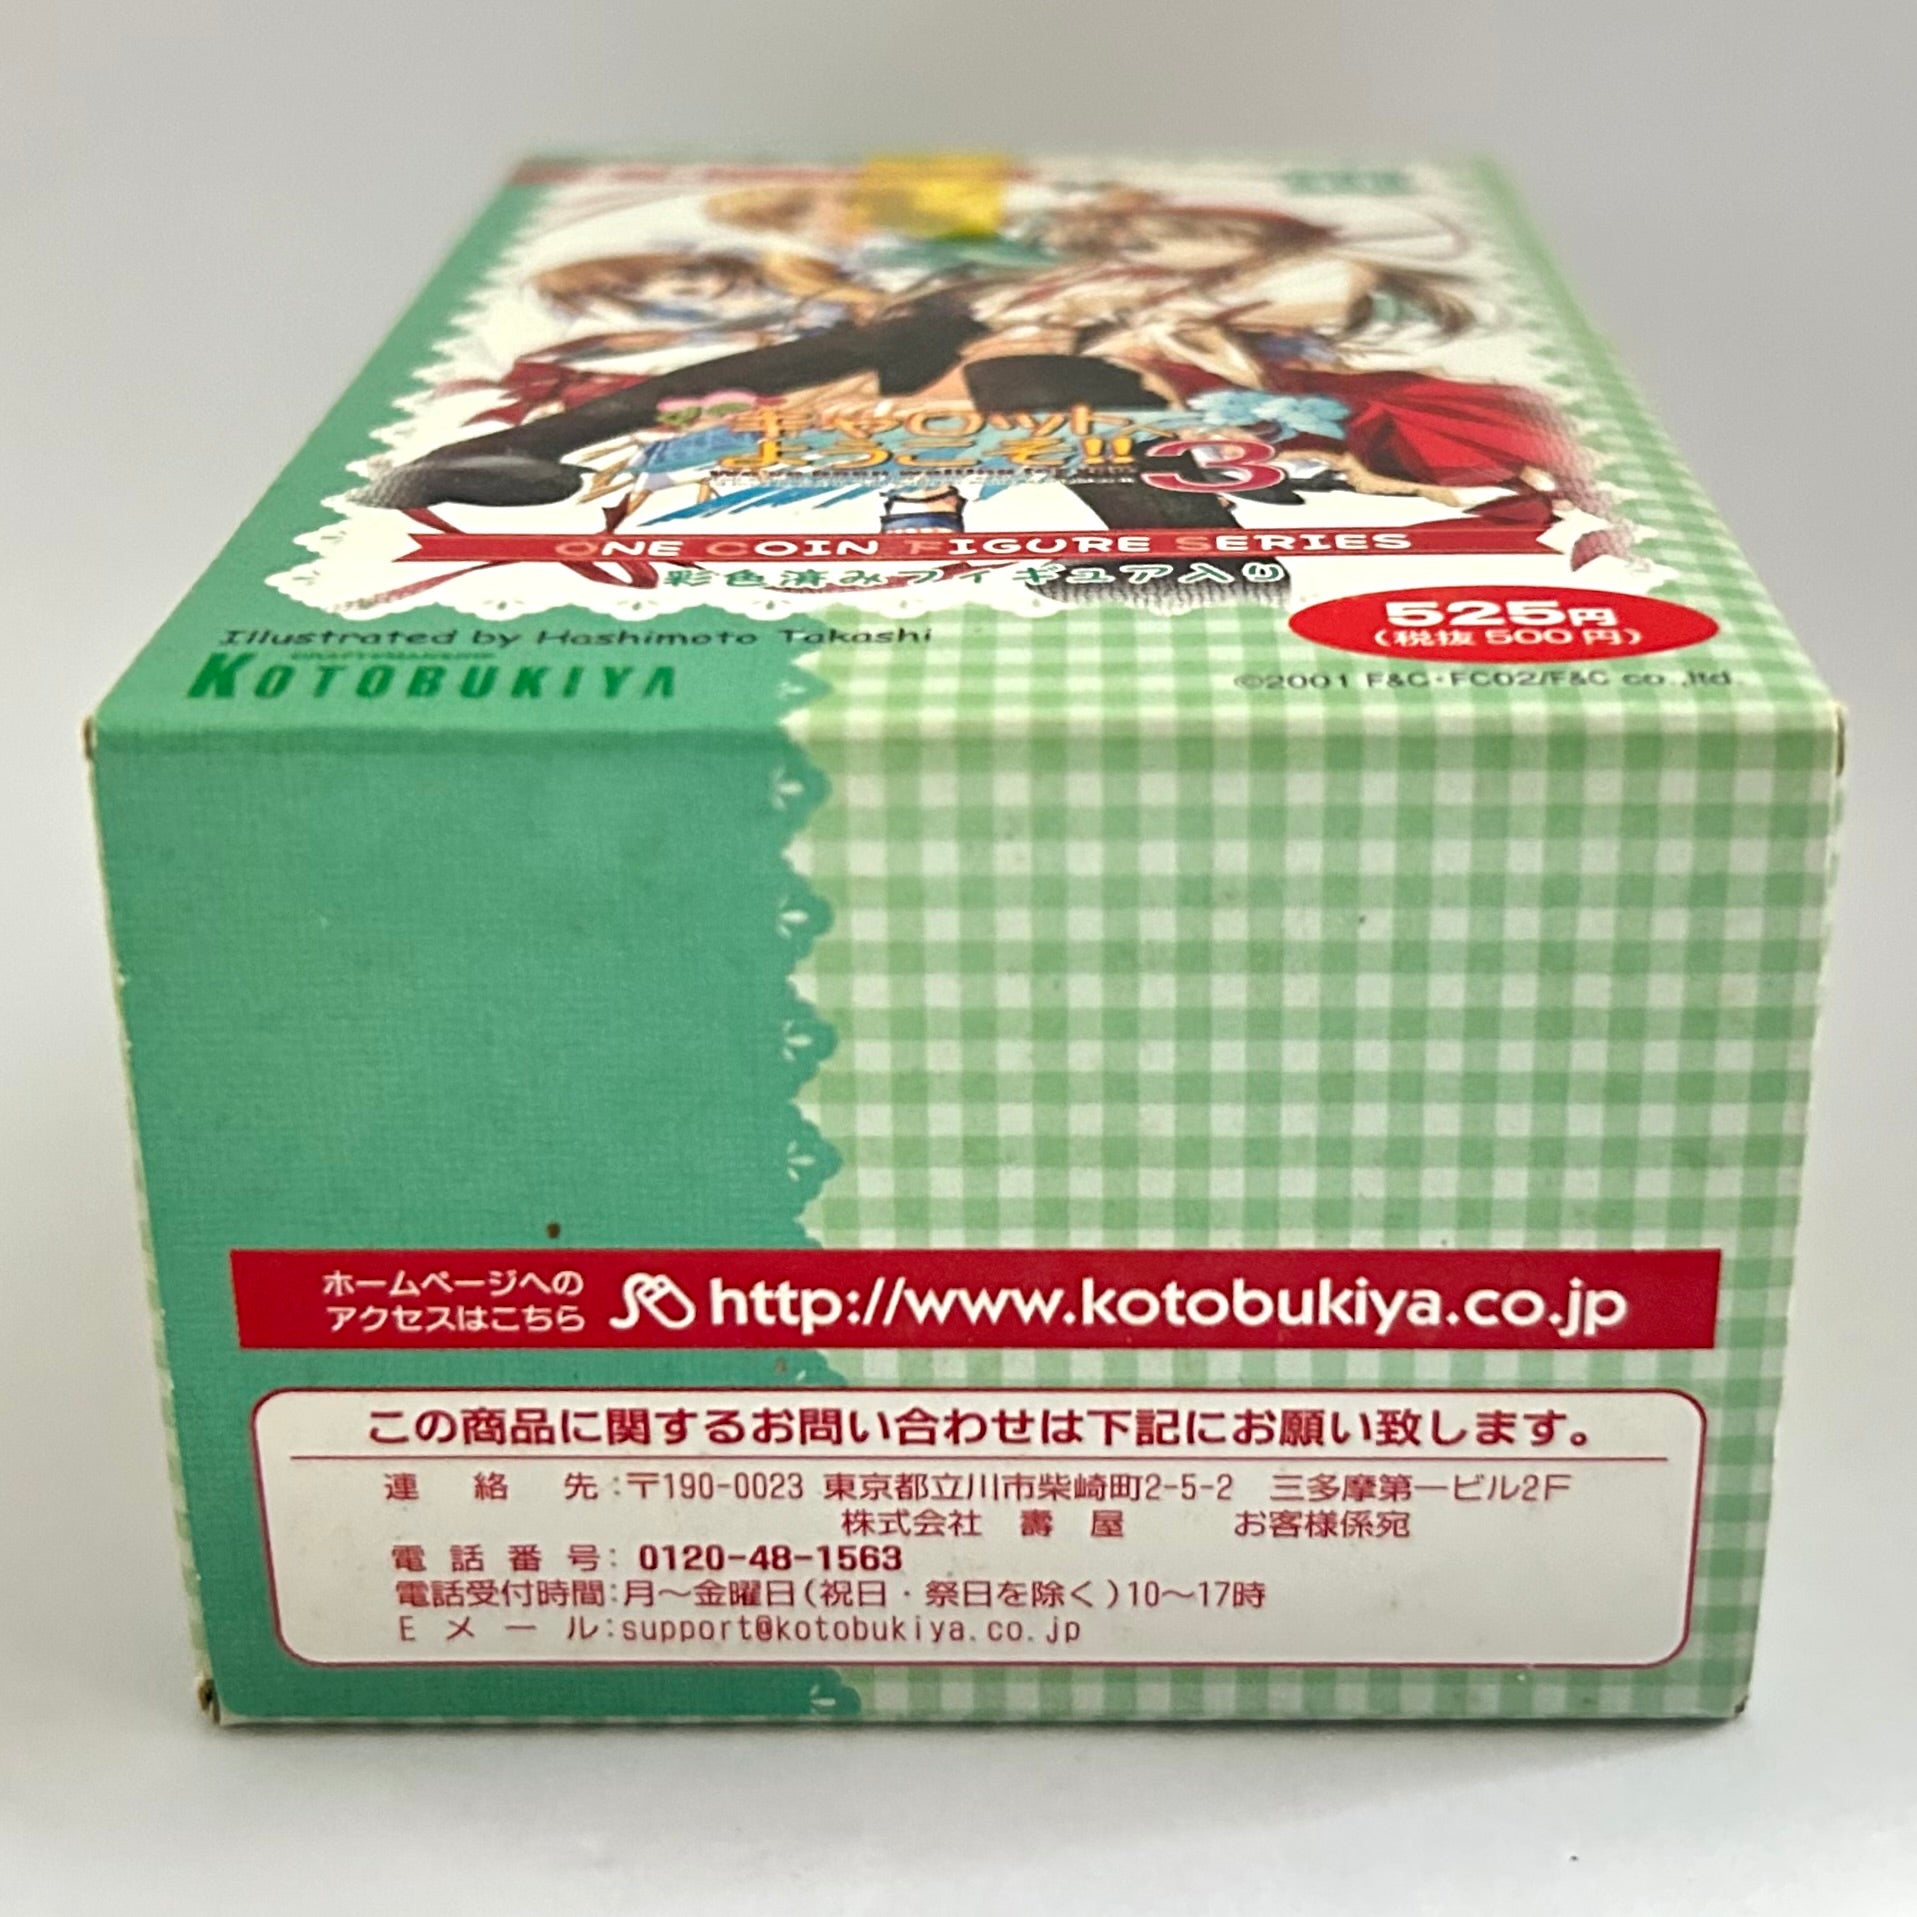 キャロットへ
ようこそ!!3
ONE COIN FIGURE SERIES
彩色済みフィギュア入り
525円
(税抜 500円)
Illustrated by Hashimoto Takashi
KOTOBUKIYA
©2001 F&C・FC02/F&C co.,ltd.
ホームページへの
アクセスはこちら
http://www.kotobukiya.co.jp
この商品に関するお問い合わせは下記にお願い致します。
連絡先:〒190-0023 東京都立川市柴崎町2-5-2 三多摩第一ビル2F
株式会社 壽屋 お客様係宛
電話番号: 0120-48-1563
電話受付時間:月〜金曜日(祝日・祭日を除く)10〜17時
Eメール:support@kotobukiya.co.jp